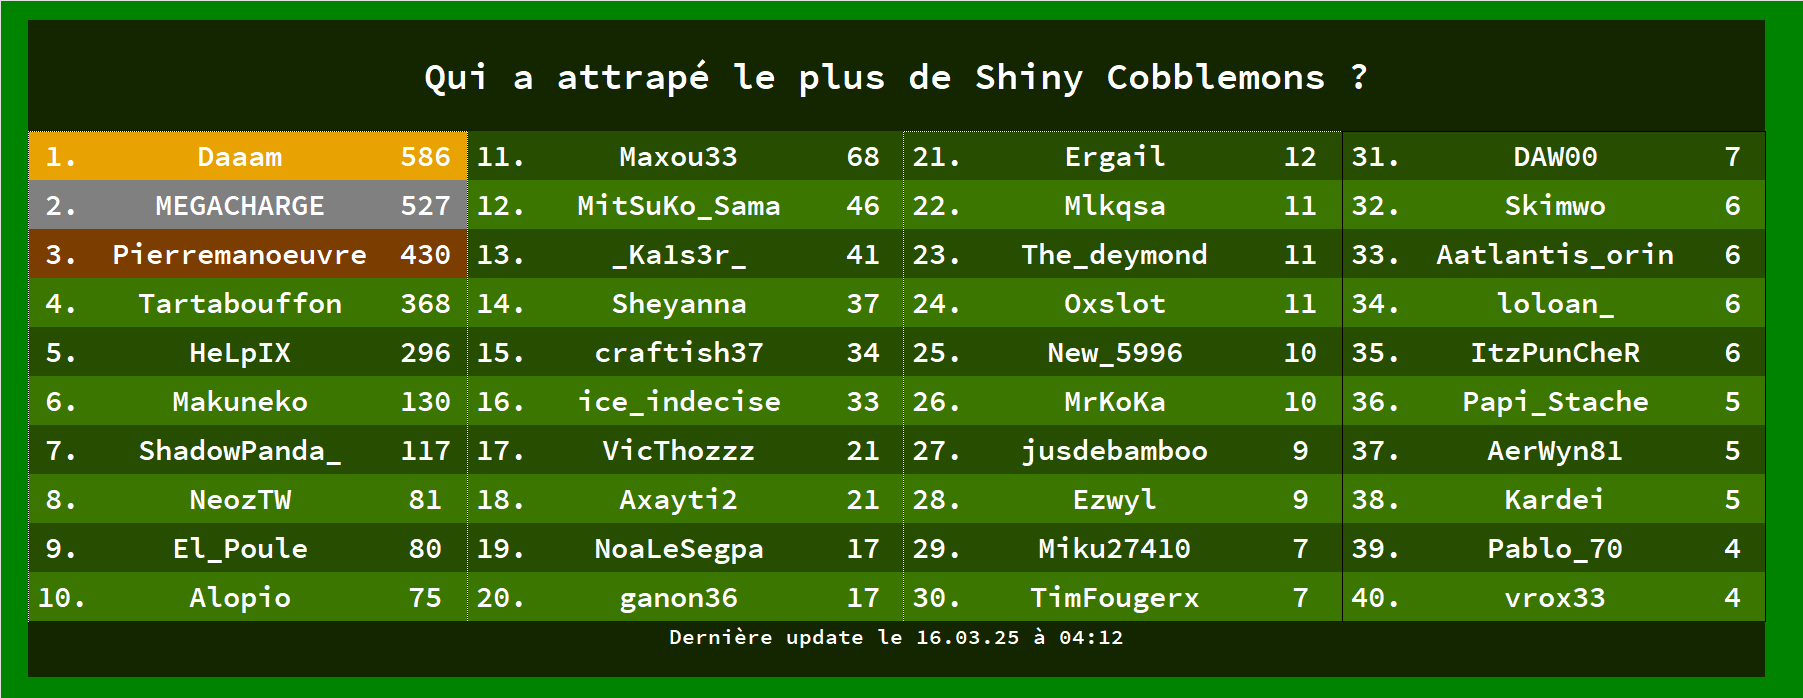 Qui a attrapé le plus de Shiny Cobblemons ?
1. Daaam 586
2. MEGACHARGE 527
3. Pierremanoeuvre 430
4. Tartabouffon 368
5. HeLpIX 296
6. Makuneko 130
7. ShadowPanda_ 117
8. NeozTW 81
9. El_Poule 80
10. Alopio 75
11. Maxou33 68
12. MitSuKo_Sama 46
13. _Ka1s3r_ 41
14. Sheyanna 37
15. craftish37 34
16. ice_indecise 33
17. VicThozzz 21
18. Axayti2 21
19. NoaLeSegpa 17
20. ganon36 17
21. Ergail 12
22. Mlkqsa 11
23. The_deymond 11
24. Oxslot 11
25. New_5996 10
26. MrKoKa 10
27. jusdebamboo 9
28. Ezwyl 9
29. Miku27410 7
30. TimFougerx 7
31. DAW00 7
32. Skimwo 6
33. Aatlantis_orin 6
34. loloan_ 6
35. ItzPunCheR 6
36. Papi_Stache 5
37. AerWyn81 5
38. Kardei 5
39. Pablo_70 4
40. vrox33 4
Dernière update le 16.03.25 à 04:12